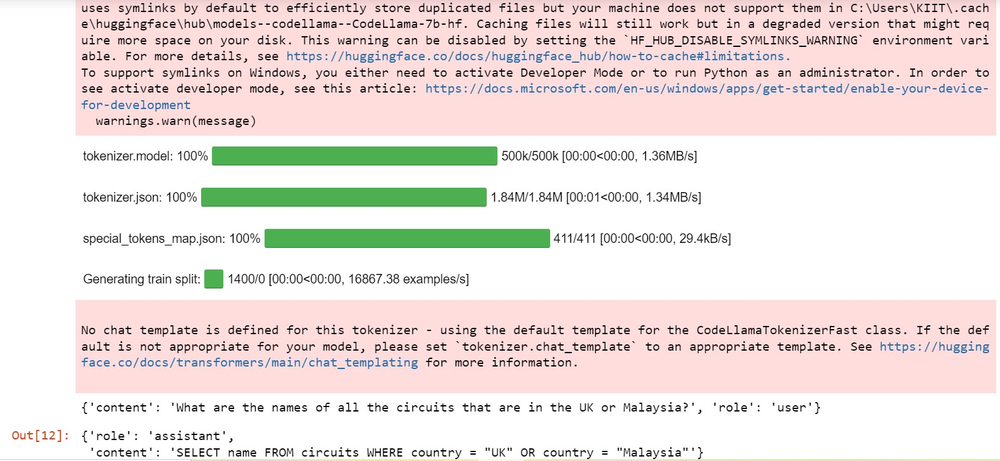 uses symlinks by default to efficiently store duplicated files but your machine does not support them in C:\Users\KIIT\.cach
e\huggingface\hub\models--codellama--CodeLlama-7b-hf. Caching files will still work but in a degraded version that might req
uire more space on your disk. This warning can be disabled by setting the `HF_HUB_DISABLE_SYMLINKS_WARNING` environment vari
able. For more details, see https://huggingface.co/docs/huggingface_hub/how-to-cache#limitations.
To support symlinks on Windows, you either need to activate Developer Mode or to run Python as an administrator. In order to
see activate developer mode, see this article: https://docs.microsoft.com/en-us/windows/apps/get-started/enable-your-device-
for-development
  warnings.warn(message)
tokenizer.model: 100% 500k/500k [00:00<00:00, 1.36MB/s]
tokenizer.json: 100% 1.84M/1.84M [00:01<00:00, 1.34MB/s]
special_tokens_map.json: 100% 411/411 [00:00<00:00, 29.4kB/s]
Generating train split: 1400/0 [00:00<00:00, 16867.38 examples/s]
No chat template is defined for this tokenizer - using the default template for the CodeLlamaTokenizerFast class. If the def
ault is not appropriate for your model, please set `tokenizer.chat_template` to an appropriate template. See https://hugging
face.co/docs/transformers/main/chat_templating for more information.
{'content': 'What are the names of all the circuits that are in the UK or Malaysia?', 'role': 'user'}
Out[12]: {'role': 'assistant',
 'content': 'SELECT name FROM circuits WHERE country = "UK" OR country = "Malaysia"'}